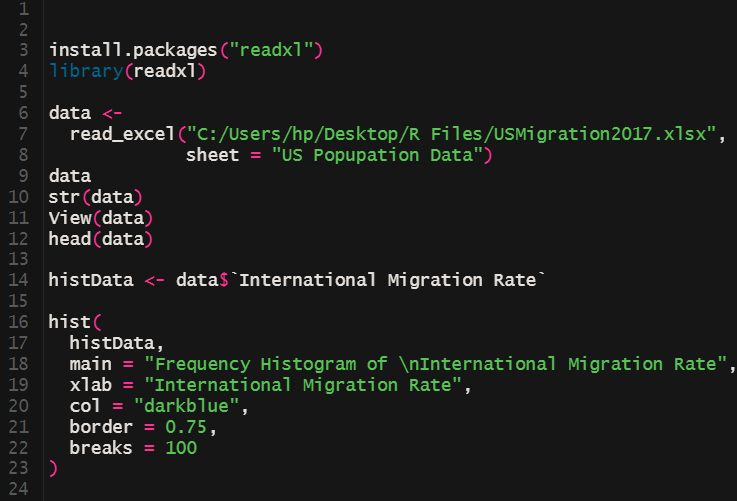 1
2
3 install.packages("readxl")
4 library(readxl)
5
6 data <-
7   read_excel("C:/Users/hp/Desktop/R Files/USMigration2017.xlsx",
8              sheet = "US Popupation Data")
9 data
10 str(data)
11 View(data)
12 head(data)
13
14 histData <- data$`International Migration Rate`
15
16 hist(
17   histData,
18   main = "Frequency Histogram of \nInternational Migration Rate",
19   xlab = "International Migration Rate",
20   col = "darkblue",
21   border = 0.75,
22   breaks = 100
23 )
24